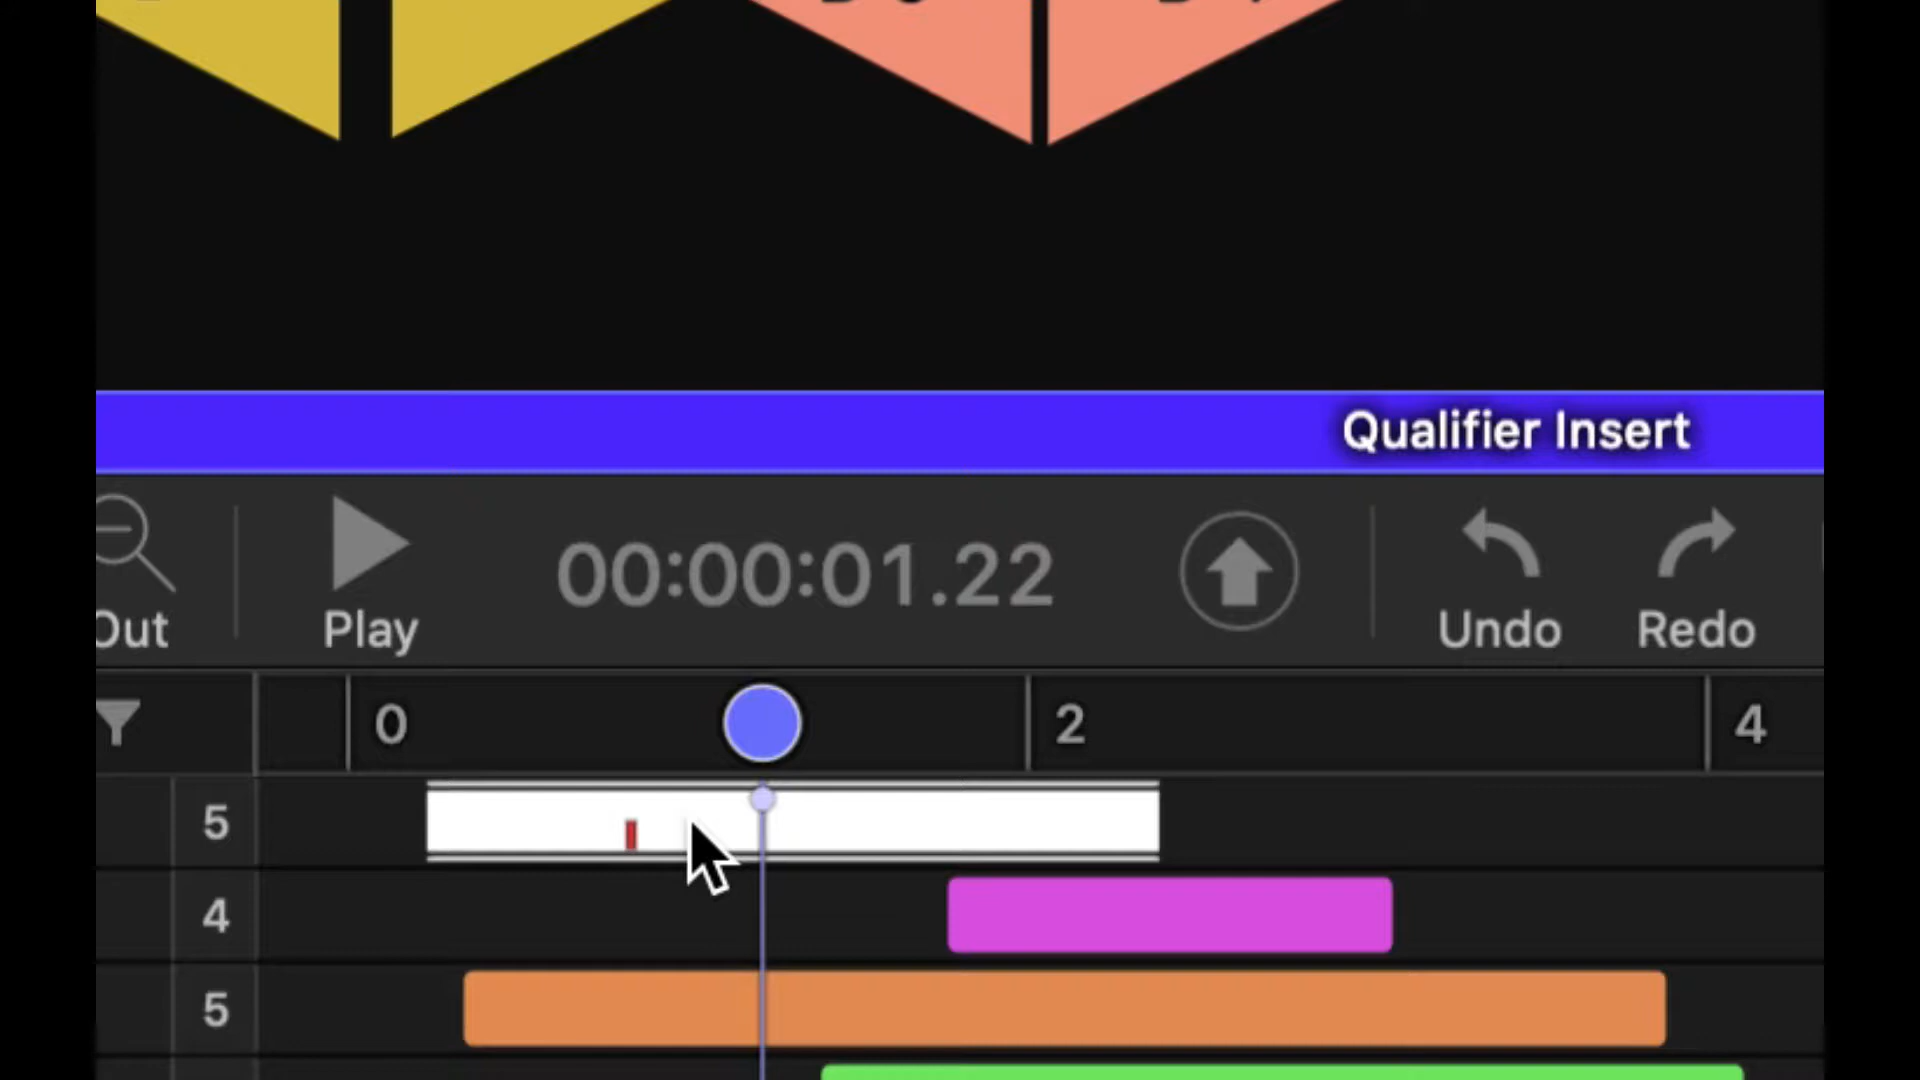 Qualifier Insert
00:00:01.22
Out
Play
Undo
Redo
0
2
4
5
4
5